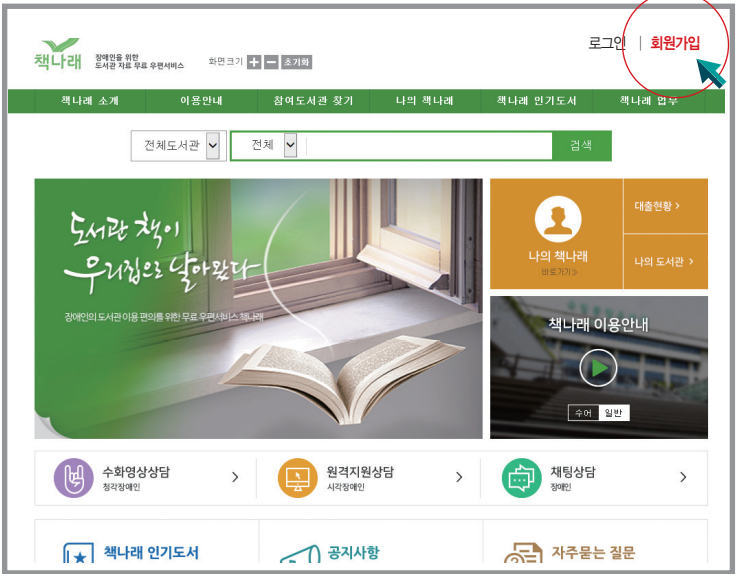 로그인 | 회원가입
책나래
장애인을 위한
도서관 자료 무료 우편서비스
화면크기 + − 초기화
책나래 소개 이용안내 참여도서관 찾기 나의 책나래 책나래 인기도서 책나래 업무
전체도서관 전체 검색
도서관 책이
우리집으로 날아왔다
장애인의 도서관 이용 편의를 위한 무료 우편서비스 책나래
나의 책나래
바로가기≫
대출현황 >
나의 도서관 >
책나래 이용안내
수어 일반
수화영상상담
청각장애인
원격지원상담
시각장애인
채팅상담
장애인
책나래 인기도서
공지사항
자주묻는 질문